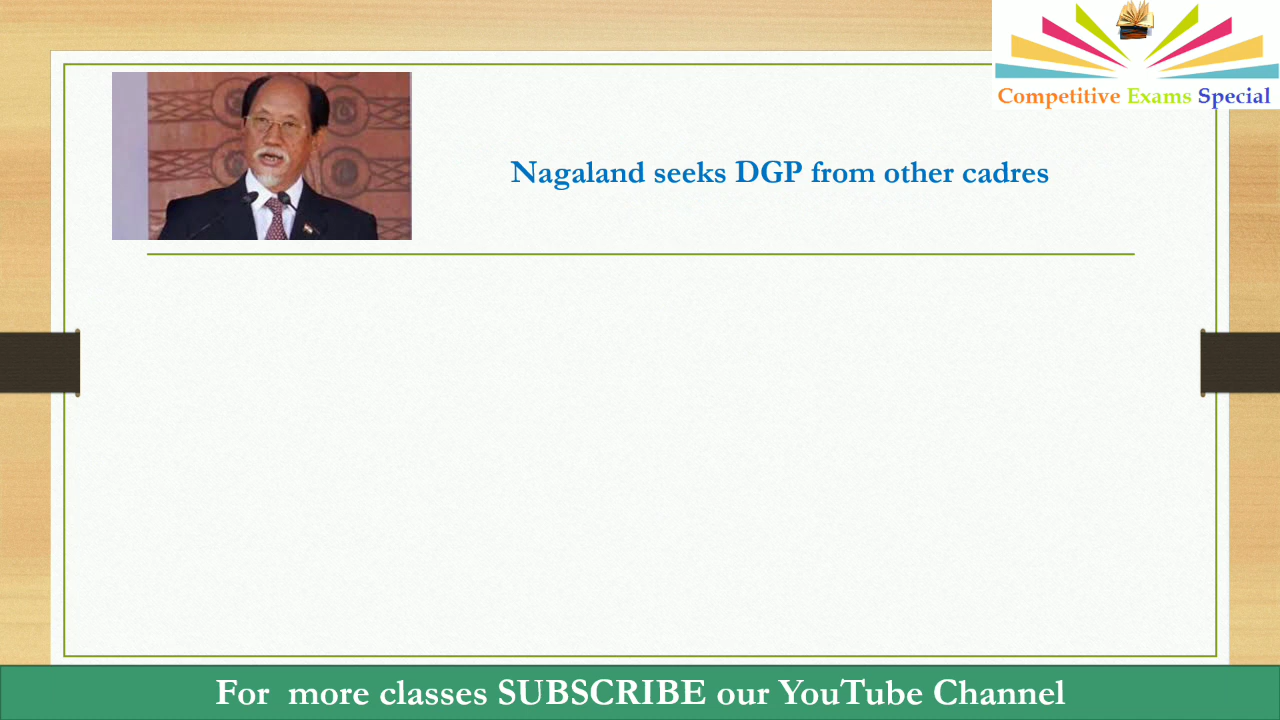 Competitive Exams Special
Nagaland seeks DGP from other cadres
For  more classes SUBSCRIBE our YouTube Channel